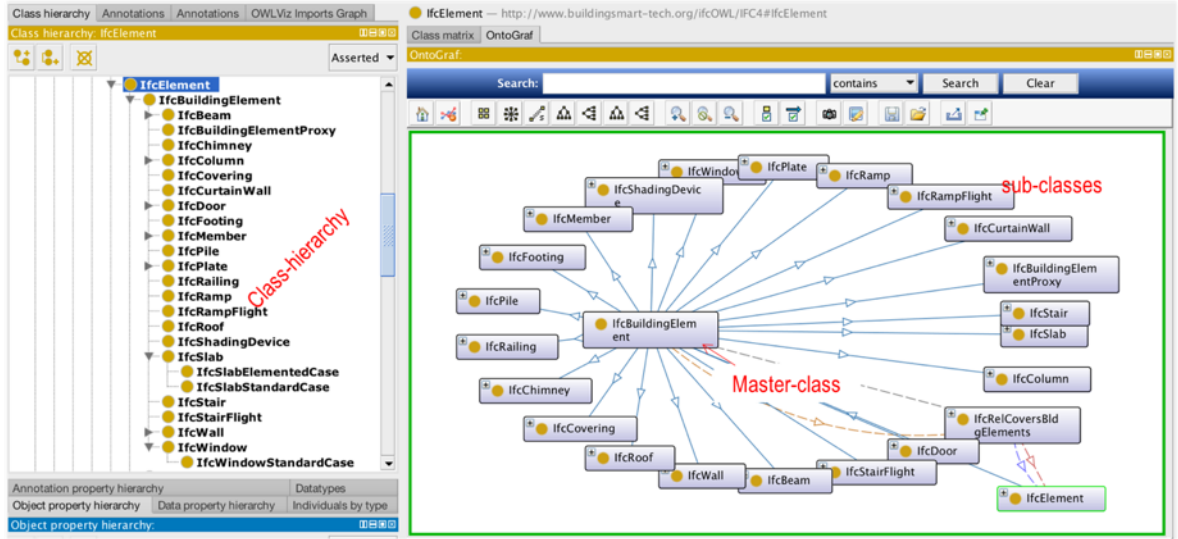 Class hierarchy Annotations Annotations OWLViz Imports Graph
Class hierarchy: IfcElement
Asserted
IfcElement
IfcBuildingElement
IfcBeam
IfcBuildingElementProxy
IfcChimney
IfcColumn
IfcCovering
IfcCurtainWall
IfcDoor
IfcFooting
IfcMember
IfcPile
IfcPlate
IfcRailing
IfcRamp
IfcRampFlight
IfcRoof
IfcShadingDevice
IfcSlab
IfcSlabElementedCase
IfcSlabStandardCase
IfcStair
IfcStairFlight
IfcWall
IfcWindow
IfcWindowStandardCase
Class-hierarchy
Annotation property hierarchy Datatypes
Object property hierarchy Data property hierarchy Individuals by type
Object property hierarchy:
IfcElement — http://www.buildingsmart-tech.org/ifcOWL/IFC4#IfcElement
Class matrix OntoGraf
OntoGraf:
Search: contains Search Clear
IfcWindow
IfcPlate
IfcRamp
IfcShadingDevic
e
IfcRampFlight
sub-classes
IfcMember
IfcCurtainWall
IfcFooting
IfcBuildingElem
entProxy
IfcPile
IfcStair
IfcBuildingElem
ent
IfcSlab
IfcRailing
Master-class
IfcColumn
IfcChimney
IfcRelCoversBld
gElements
IfcCovering
IfcDoor
IfcRoof
IfcStairFlight
IfcWall
IfcBeam
IfcElement